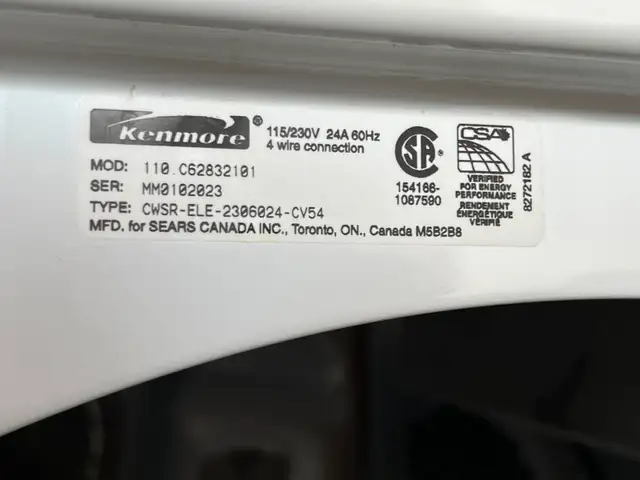 Kenmore ®
115/230V 24A 60Hz
4 wire connection
MOD: 110.C62832101
SER: MM0102023
TYPE: CWSR-ELE-2306024-CV54
MFD. for SEARS CANADA INC., Toronto, ON., Canada M5B2B8
SA
154166-
1087590
CSA
VERIFIED
FOR ENERGY
PERFORMANCE
RENDEMENT
ÉNERGÉTIQUE
VÉRIFIÉ
8272182 A